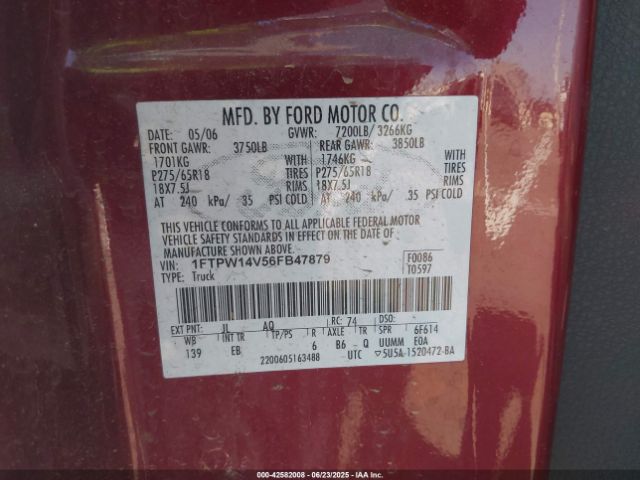 MFD. BY FORD MOTOR CO.
DATE: 05/06 GVWR: 7200LB/ 3266KG
FRONT GAWR: 3750LB REAR GAWR: 3850LB
1701KG WITH 1746KG WITH
P275/65R18 TIRES P275/65R18 TIRES
18X7.5J RIMS 18X7.5J RIMS
AT 240 kPa/ 35 PSI COLD AT 240 kPa/ 35 PSI COLD
THIS VEHICLE CONFORMS TO ALL APPLICABLE FEDERAL MOTOR
VEHICLE SAFETY STANDARDS IN EFFECT ON THE DATE OF
MANUFACTURE SHOWN ABOVE.
VIN: 1FTPW14V56FB47879 F0086
TYPE: Truck T0597
EXT PNT: JL AQ RC: 74 DSO:
WB INT TR TP/PS R AXLE TR SPR 6F614
139 EB 6 B6 -Q UUMM E0A
2200605163488 UTC ▽5U5A-1520472-BA
000-42582008 - 06/23/2025 - IAAI.COM